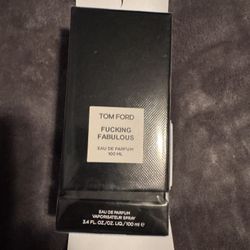 TOM FORD
FUCKING
FABULOUS
EAU DE PARFUM
100 ML
EAU DE PARFUM
VAPORISATEUR SPRAY
3.4 FL.OZ./OZ. LIQ./100 ml e